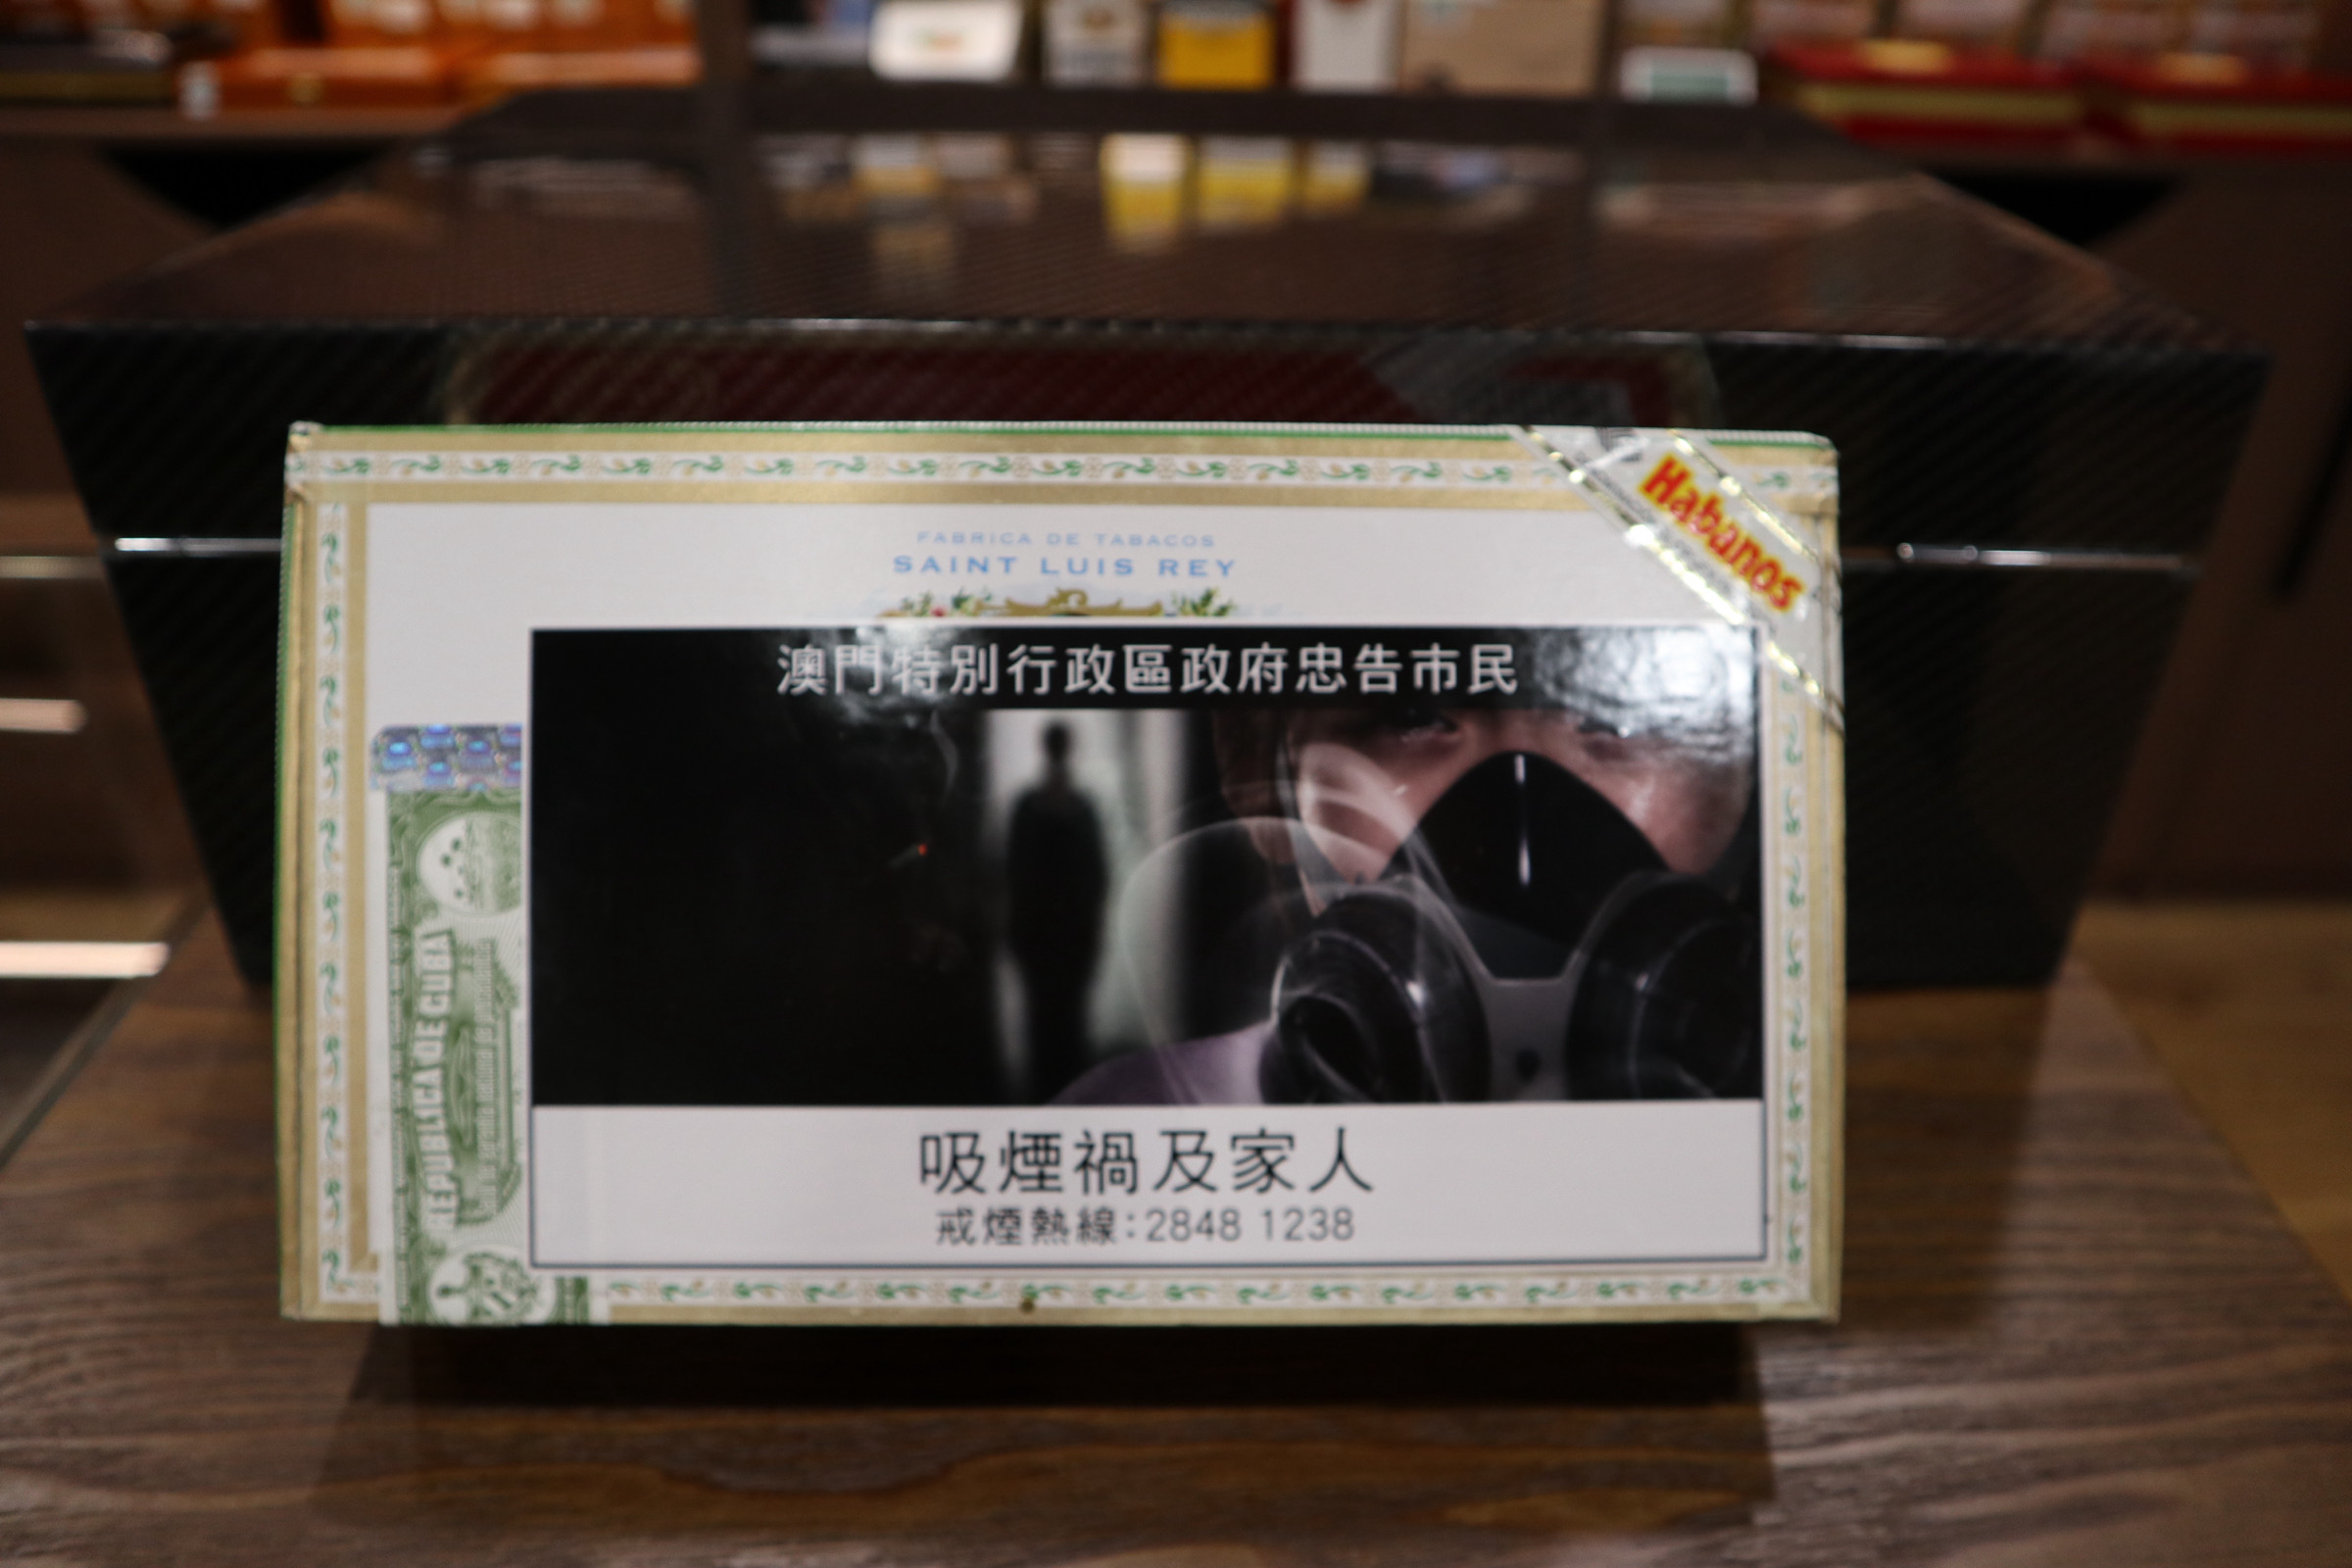 FABRICA DE TABACOS
SAINT LUIS REY
Habanos
澳門特別行政區政府忠告市民
REPUBLICA DE CUBA
吸煙禍及家人
戒煙熱線:2848 1238